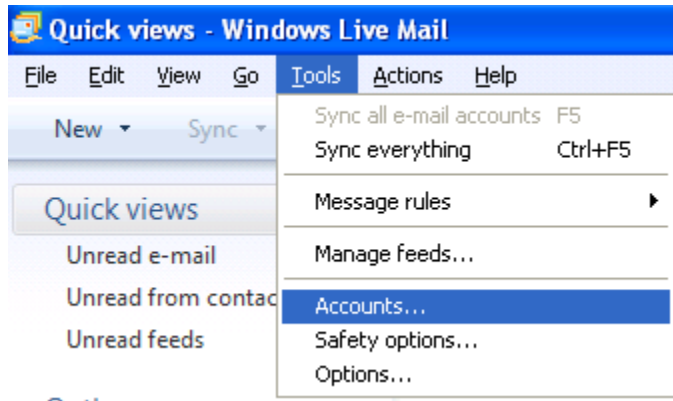 Quick views - Windows Live Mail
File Edit View Go Tools Actions Help
New Sync
Sync all e-mail accounts F5
Sync everything Ctrl+F5
Message rules
Manage feeds...
Accounts...
Safety options...
Options...
Quick views
Unread e-mail
Unread from contac
Unread feeds